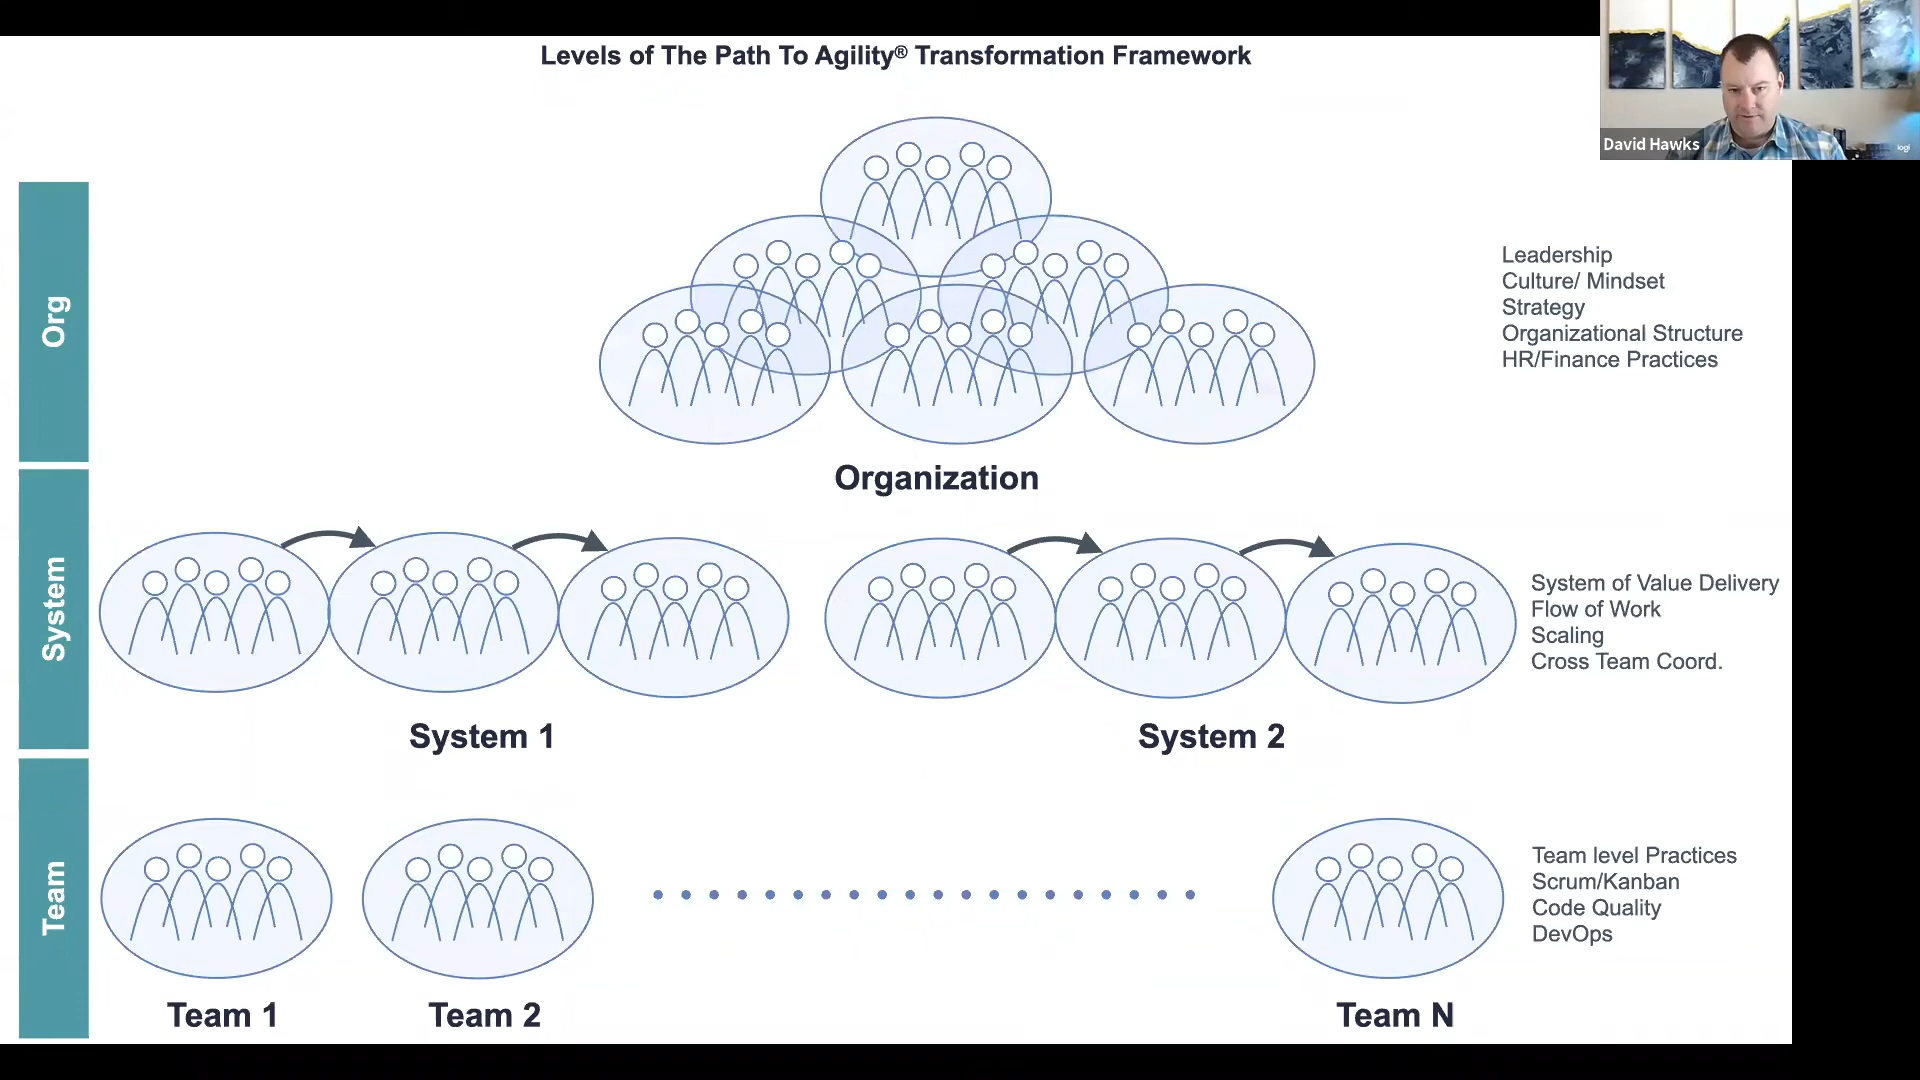 Levels of The Path To Agility® Transformation Framework
David Hawks
logi
Org
Leadership
Culture/ Mindset
Strategy
Organizational Structure
HR/Finance Practices
Organization
System
System of Value Delivery
Flow of Work
Scaling
Cross Team Coord.
System 1
System 2
Team
Team level Practices
Scrum/Kanban
Code Quality
DevOps
Team 1
Team 2
Team N